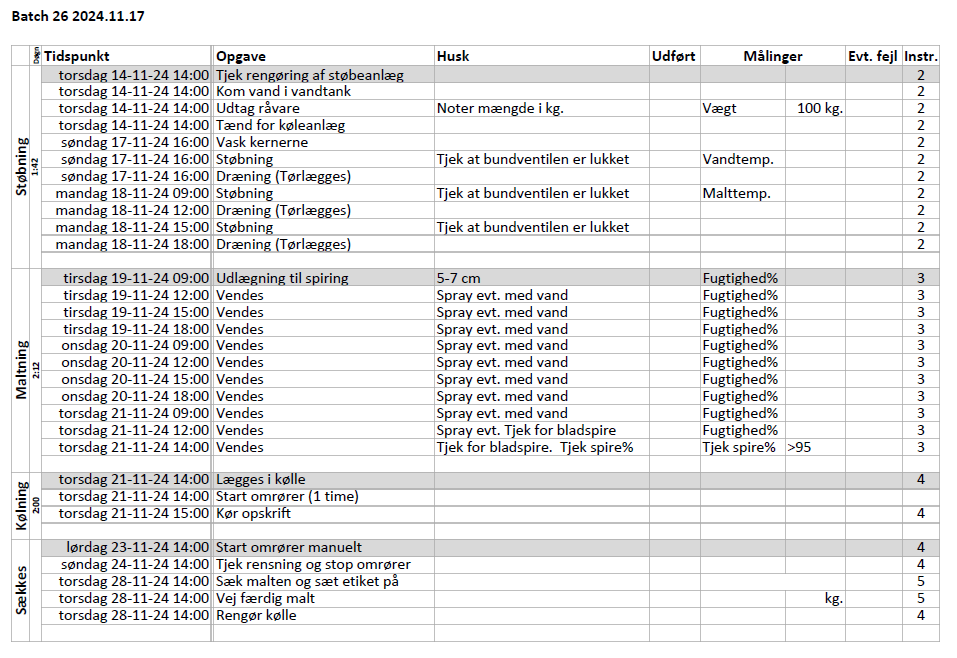 Batch 26 2024.11.17
Døgn Tidspunkt Opgave Husk Udført Målinger Evt. fejl Instr.
Støbning
1:42
torsdag 14-11-24 14:00 Tjek rengøring af støbeanlæg 2
torsdag 14-11-24 14:00 Kom vand i vandtank 2
torsdag 14-11-24 14:00 Udtag råvare Noter mængde i kg. Vægt 100 kg. 2
torsdag 14-11-24 14:00 Tænd for køleanlæg 2
søndag 17-11-24 16:00 Vask kernerne 2
søndag 17-11-24 16:00 Støbning Tjek at bundventilen er lukket Vandtemp. 2
søndag 17-11-24 16:00 Dræning (Tørlægges) 2
mandag 18-11-24 09:00 Støbning Tjek at bundventilen er lukket Malttemp. 2
mandag 18-11-24 12:00 Dræning (Tørlægges) 2
mandag 18-11-24 15:00 Støbning Tjek at bundventilen er lukket 2
mandag 18-11-24 18:00 Dræning (Tørlægges) 2
Maltning
2:12
tirsdag 19-11-24 09:00 Udlægning til spiring 5-7 cm Fugtighed% 3
tirsdag 19-11-24 12:00 Vendes Spray evt. med vand Fugtighed% 3
tirsdag 19-11-24 15:00 Vendes Spray evt. med vand Fugtighed% 3
tirsdag 19-11-24 18:00 Vendes Spray evt. med vand Fugtighed% 3
onsdag 20-11-24 09:00 Vendes Spray evt. med vand Fugtighed% 3
onsdag 20-11-24 12:00 Vendes Spray evt. med vand Fugtighed% 3
onsdag 20-11-24 15:00 Vendes Spray evt. med vand Fugtighed% 3
onsdag 20-11-24 18:00 Vendes Spray evt. med vand Fugtighed% 3
torsdag 21-11-24 09:00 Vendes Spray evt. med vand Fugtighed% 3
torsdag 21-11-24 12:00 Vendes Spray evt. Tjek for bladspire Fugtighed% 3
torsdag 21-11-24 14:00 Vendes Tjek for bladspire. Tjek spire% Tjek spire% >95 3
Kølning
2:00
torsdag 21-11-24 14:00 Lægges i kølle 4
torsdag 21-11-24 14:00 Start omrører (1 time)
torsdag 21-11-24 15:00 Kør opskrift 4
Sækkes
lørdag 23-11-24 14:00 Start omrører manuelt 4
søndag 24-11-24 14:00 Tjek rensning og stop omrører 4
torsdag 28-11-24 14:00 Sæk malten og sæt etiket på 5
torsdag 28-11-24 14:00 Vej færdig malt kg. 5
torsdag 28-11-24 14:00 Rengør kølle 4